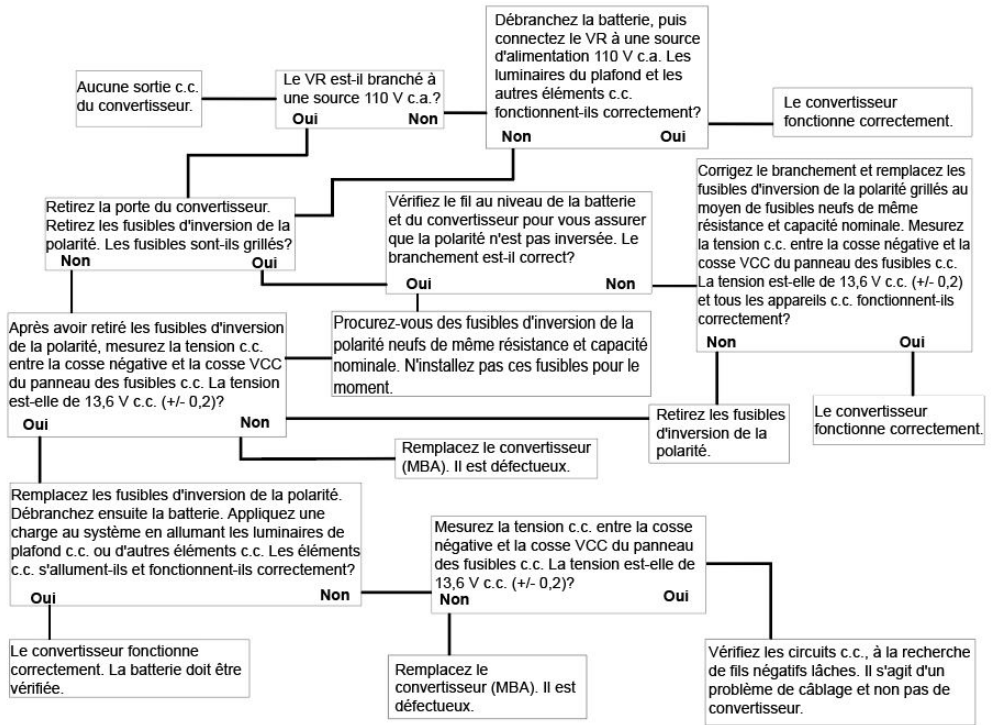 Aucune sortie c.c.
du convertisseur.
Le VR est-il branché à
une source 110 V c.a.?
Oui Non
Débranchez la batterie, puis
connectez le VR à une source
d'alimentation 110 V c.a. Les
luminaires du plafond et les
autres éléments c.c.
fonctionnent-ils correctement?
Non Oui
Le convertisseur
fonctionne correctement.
Retirez la porte du convertisseur.
Retirez les fusibles d'inversion de la
polarité. Les fusibles sont-ils grillés?
Non Oui
Vérifiez le fil au niveau de la batterie
et du convertisseur pour vous assurer
que la polarité n'est pas inversée. Le
branchement est-il correct?
Oui Non
Corrigez le branchement et remplacez les
fusibles d'inversion de la polarité grillés au
moyen de fusibles neufs de même
résistance et capacité nominale. Mesurez
la tension c.c. entre la cosse négative et la
cosse VCC du panneau des fusibles c.c.
La tension est-elle de 13,6 V c.c. (+/- 0,2)
et tous les appareils c.c. fonctionnent-ils
correctement?
Non Oui
Après avoir retiré les fusibles d'inversion
de la polarité, mesurez la tension c.c.
entre la cosse négative et la cosse VCC
du panneau des fusibles c.c. La tension
est-elle de 13,6 V c.c. (+/- 0,2)?
Oui Non
Procurez-vous des fusibles d'inversion de la
polarité neufs de même résistance et capacité
nominale. N'installez pas ces fusibles pour le
moment.
Retirez les fusibles
d'inversion de la
polarité.
Le convertisseur
fonctionne correctement.
Remplacez le convertisseur
(MBA). Il est défectueux.
Remplacez les fusibles d'inversion de la polarité.
Débranchez ensuite la batterie. Appliquez une
charge au système en allumant les luminaires de
plafond c.c. ou d'autres éléments c.c. Les éléments
c.c. s'allument-ils et fonctionnent-ils correctement?
Oui Non
Mesurez la tension c.c. entre la cosse
négative et la cosse VCC du panneau
des fusibles c.c. La tension est-elle de
13,6 V c.c. (+/- 0,2)?
Non Oui
Le convertisseur fonctionne
correctement. La batterie doit être
vérifiée.
Remplacez le
convertisseur (MBA). Il est
défectueux.
Vérifiez les circuits c.c., à la recherche
de fils négatifs lâches. Il s'agit d'un
problème de câblage et non pas de
convertisseur.